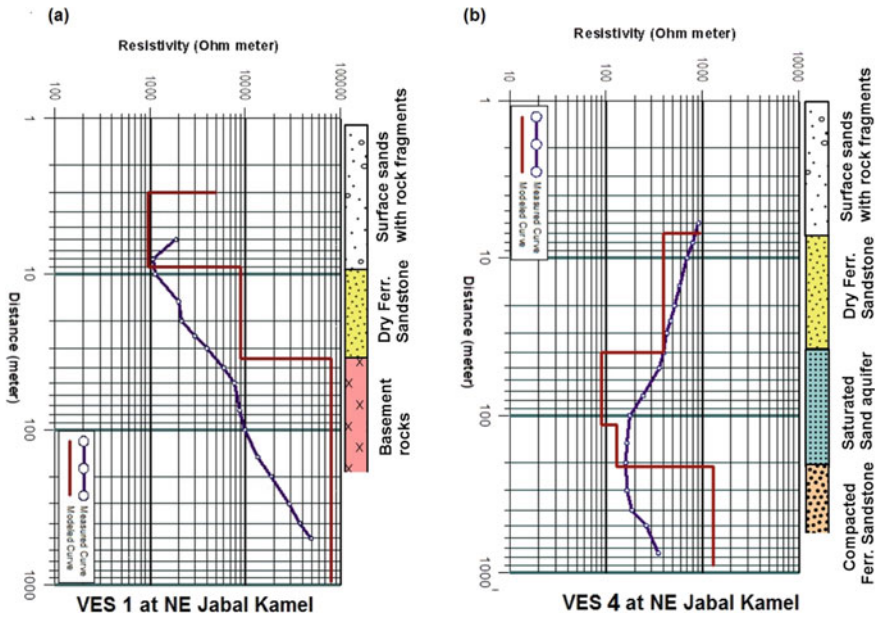 (a)
Resistivity (Ohm meter)
100
1000
10000
100000
1
10
100
1000
Distance (meter)
Measured Curve
Modeled Curve
Surface sands
with rock fragments
Dry Ferr.
Sandstone
Basement
rocks
VES 1 at NE Jabal Kamel
(b)
Resistivity (Ohm meter)
10
100
1000
10000
1
10
100
1000
Distance (meter)
Measured Curve
Modeled Curve
Surface sands
with rock fragments
Dry Ferr.
Sandstone
Saturated
Sand aquifer
Compacted
Ferr. Sandstone
VES 4 at NE Jabal Kamel